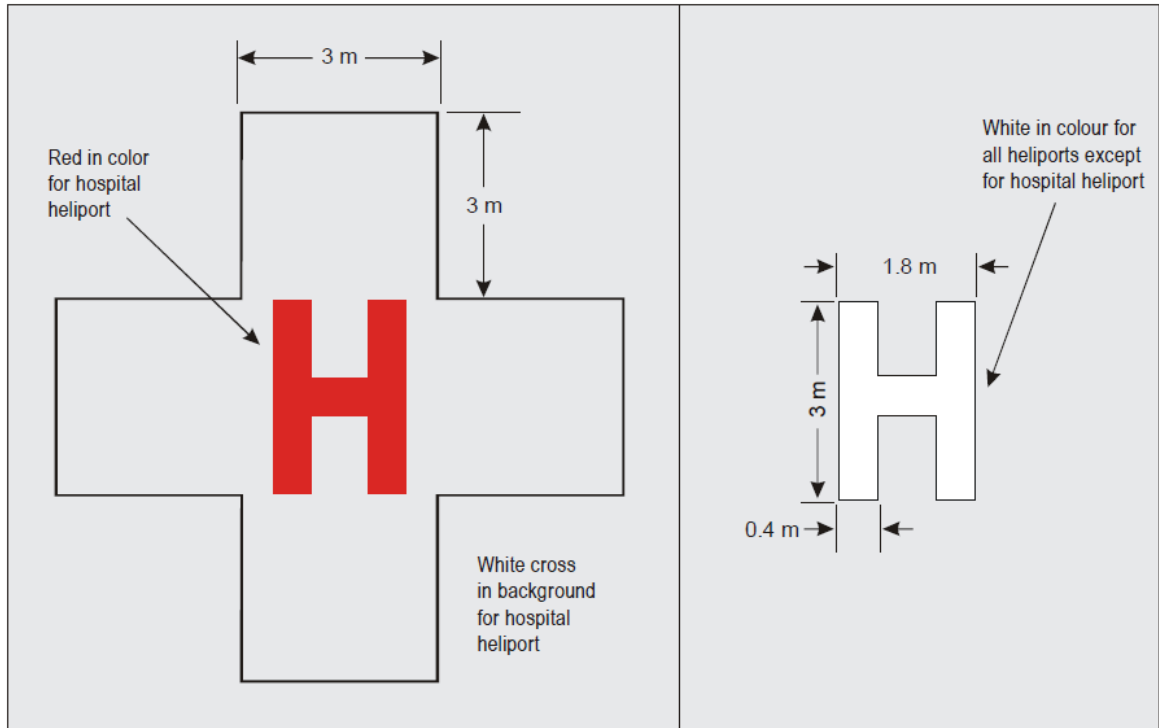 3 m
Red in color
for hospital
heliport
3 m
H
White cross
in background
for hospital
heliport
White in colour for
all heliports except
for hospital heliport
1.8 m
3 m
H
0.4 m